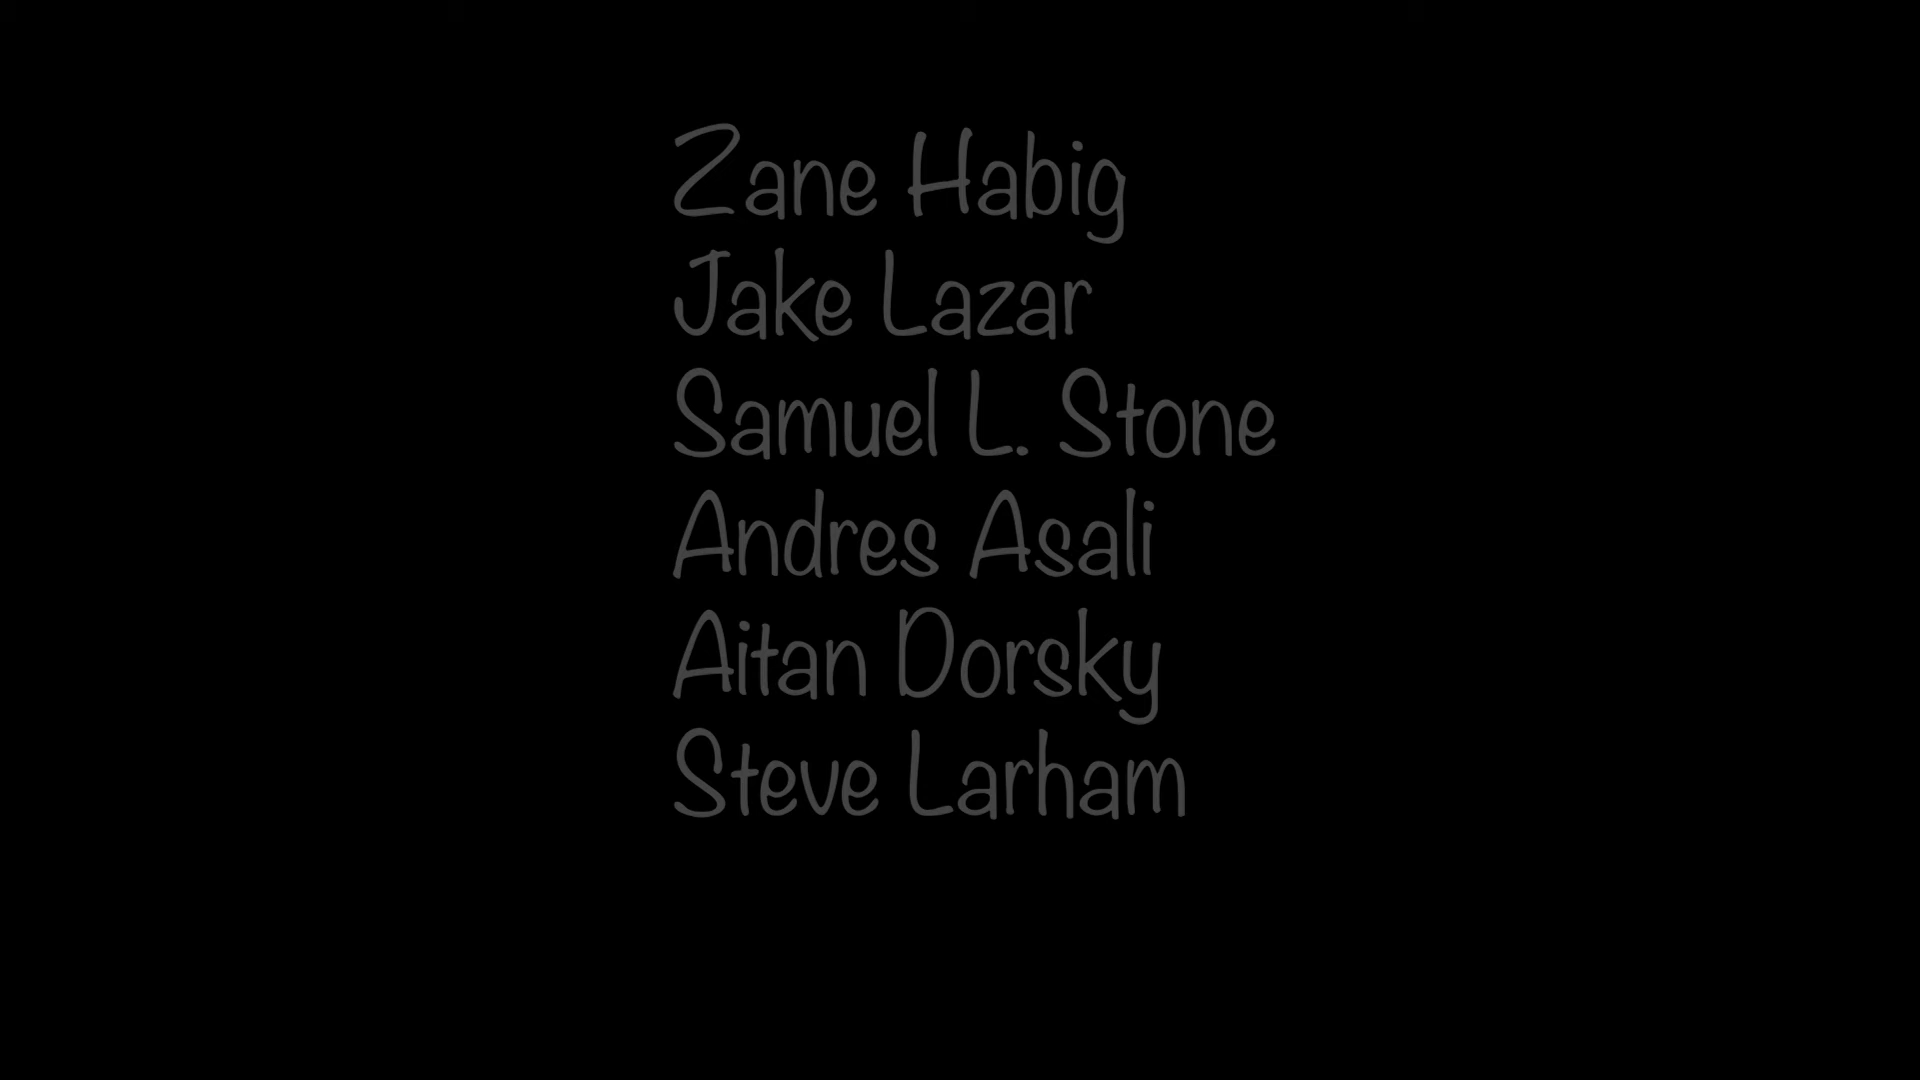 Zane Habig
Jake Lazar
Samuel L. Stone
Andres Asali
Aitan Dorsky
Steve Larham